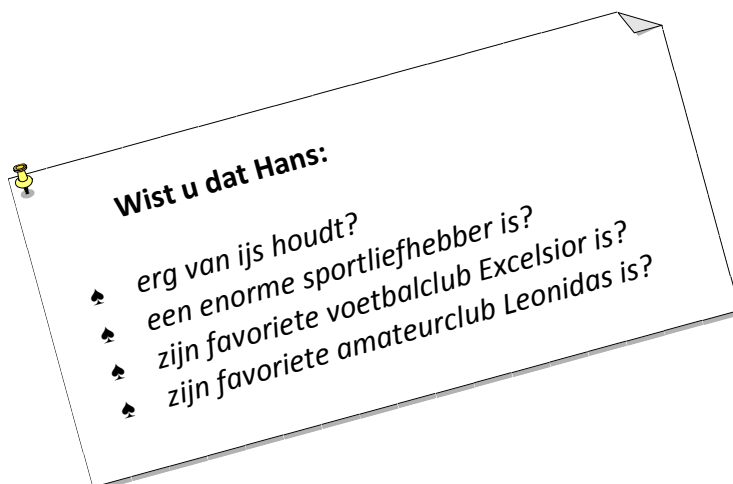 Wist u dat Hans:
♠ erg van ijs houdt?
♠ een enorme sportliefhebber is?
♠ zijn favoriete voetbalclub Excelsior is?
♠ zijn favoriete amateurclub Leonidas is?